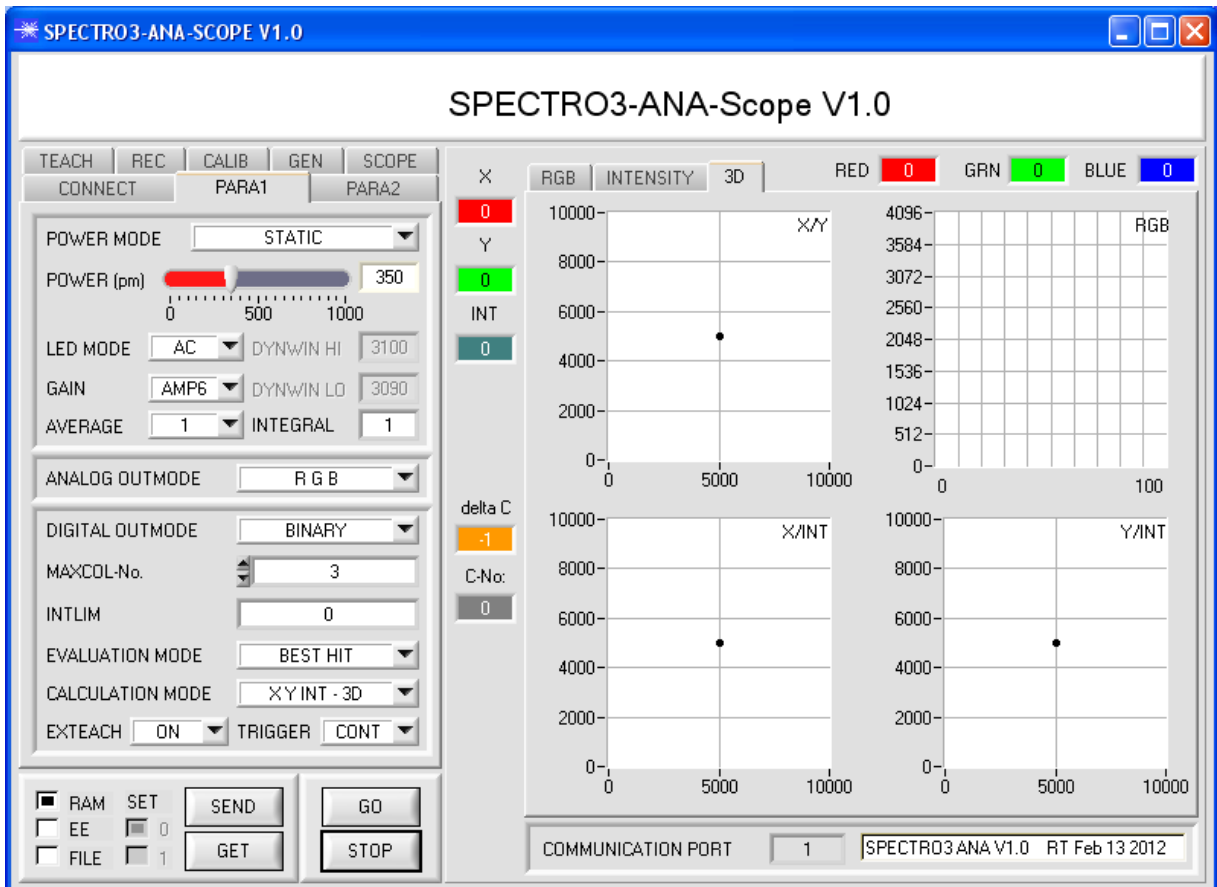 SPECTRO3-ANA-SCOPE V1.0
SPECTRO3-ANA-Scope V1.0
TEACH REC CALIB GEN SCOPE
CONNECT PARA1 PARA2
POWER MODE STATIC
POWER (pm) 350
0 500 1000
LED MODE AC DYNWIN HI 3100
GAIN AMP6 DYNWIN LO 3090
AVERAGE 1 INTEGRAL 1
ANALOG OUTMODE R G B
DIGITAL OUTMODE BINARY
MAXCOL-No. 3
INTLIM 0
EVALUATION MODE BEST HIT
CALCULATION MODE X Y INT - 3D
EXTEACH ON TRIGGER CONT
RAM SET SEND GO
EE 0
FILE 1 GET STOP
X
0
Y
0
INT
0
delta C
-1
C-No:
0
RGB INTENSITY 3D RED 0 GRN 0 BLUE 0
X/Y
10000
8000
6000
4000
2000
0
0 5000 10000
RGB
4096
3584
3072
2560
2048
1536
1024
512
0
0 100
X/INT
10000
8000
6000
4000
2000
0
0 5000 10000
Y/INT
10000
8000
6000
4000
2000
0
0 5000 10000
COMMUNICATION PORT 1 SPECTRO3 ANA V1.0 RT Feb 13 2012